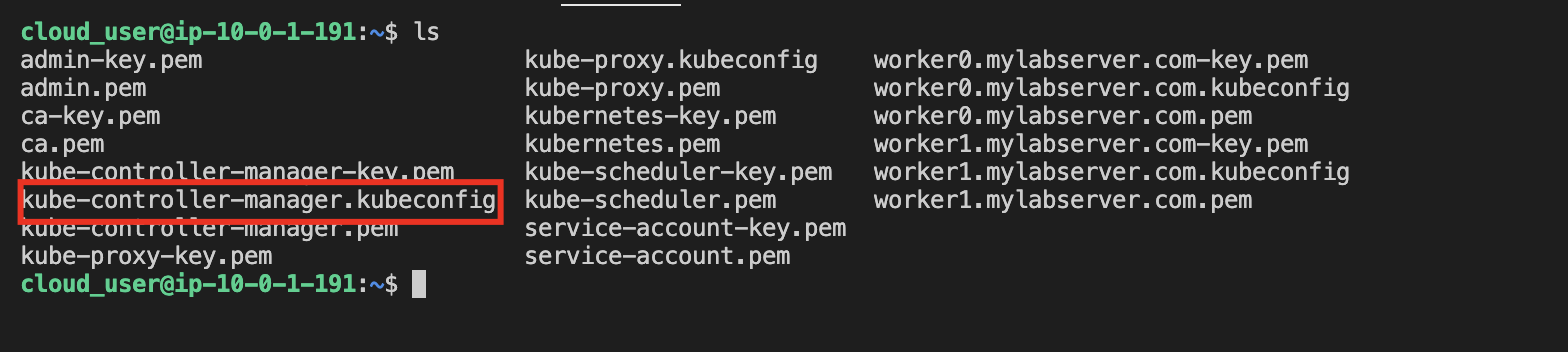 cloud_user@ip-10-0-1-191:~$ ls
admin-key.pem kube-proxy.kubeconfig worker0.mylabserver.com-key.pem
admin.pem kube-proxy.pem worker0.mylabserver.com.kubeconfig
ca-key.pem kubernetes-key.pem worker0.mylabserver.com.pem
ca.pem kubernetes.pem worker1.mylabserver.com-key.pem
kube-controller-manager-key.pem kube-scheduler-key.pem worker1.mylabserver.com.kubeconfig
kube-controller-manager.kubeconfig kube-scheduler.pem worker1.mylabserver.com.pem
kube-controller-manager.pem service-account-key.pem
kube-proxy-key.pem service-account.pem
cloud_user@ip-10-0-1-191:~$